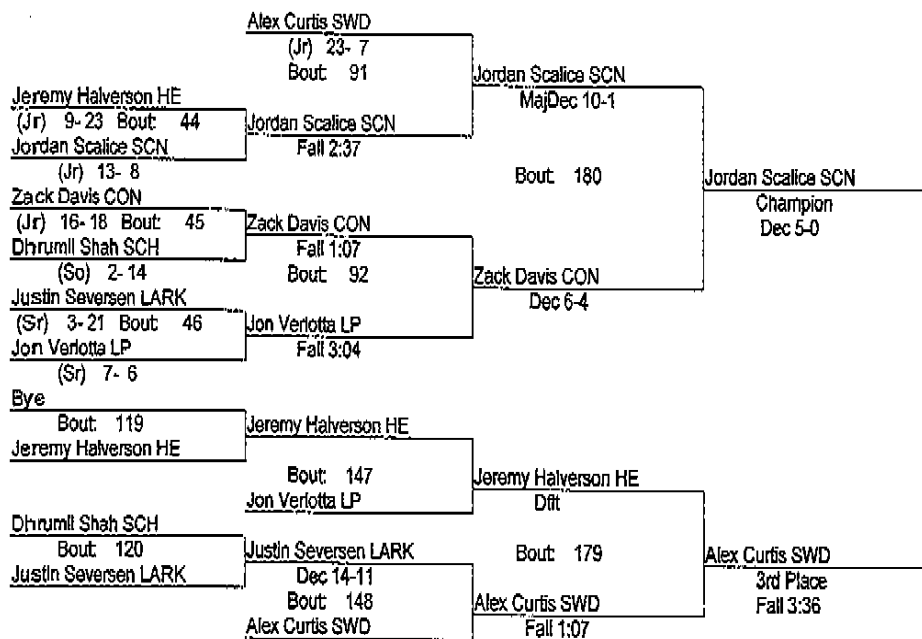 Alex Curtis SWD
(Jr) 23- 7
Bout: 91
Jordan Scalice SCN
MajDec 10-1
Jeremy Halverson HE
(Jr) 9-23 Bout: 44
Jordan Scalice SCN
Fall 2:37
Jordan Scalice SCN
(Jr) 13- 8
Bout: 180
Jordan Scalice SCN
Champion
Dec 5-0
Zack Davis CON
(Jr) 16-18 Bout: 45
Zack Davis CON
Fall 1:07
Dhrumil Shah SCH
(So) 2-14
Bout: 92
Zack Davis CON
Dec 6-4
Justin Seversen LARK
(Sr) 3-21 Bout: 46
Jon Verlotta LP
Fall 3:04
Jon Verlotta LP
(Sr) 7- 6
Bye
Bout: 119
Jeremy Halverson HE
Jeremy Halverson HE
Bout: 147
Jeremy Halverson HE
Dfft
Jon Verlotta LP
Dhrumil Shah SCH
Bout: 120
Justin Seversen LARK
Dec 14-11
Justin Seversen LARK
Bout: 148
Bout: 179
Alex Curtis SWD
3rd Place
Fall 3:36
Alex Curtis SWD
Fall 1:07
Alex Curtis SWD